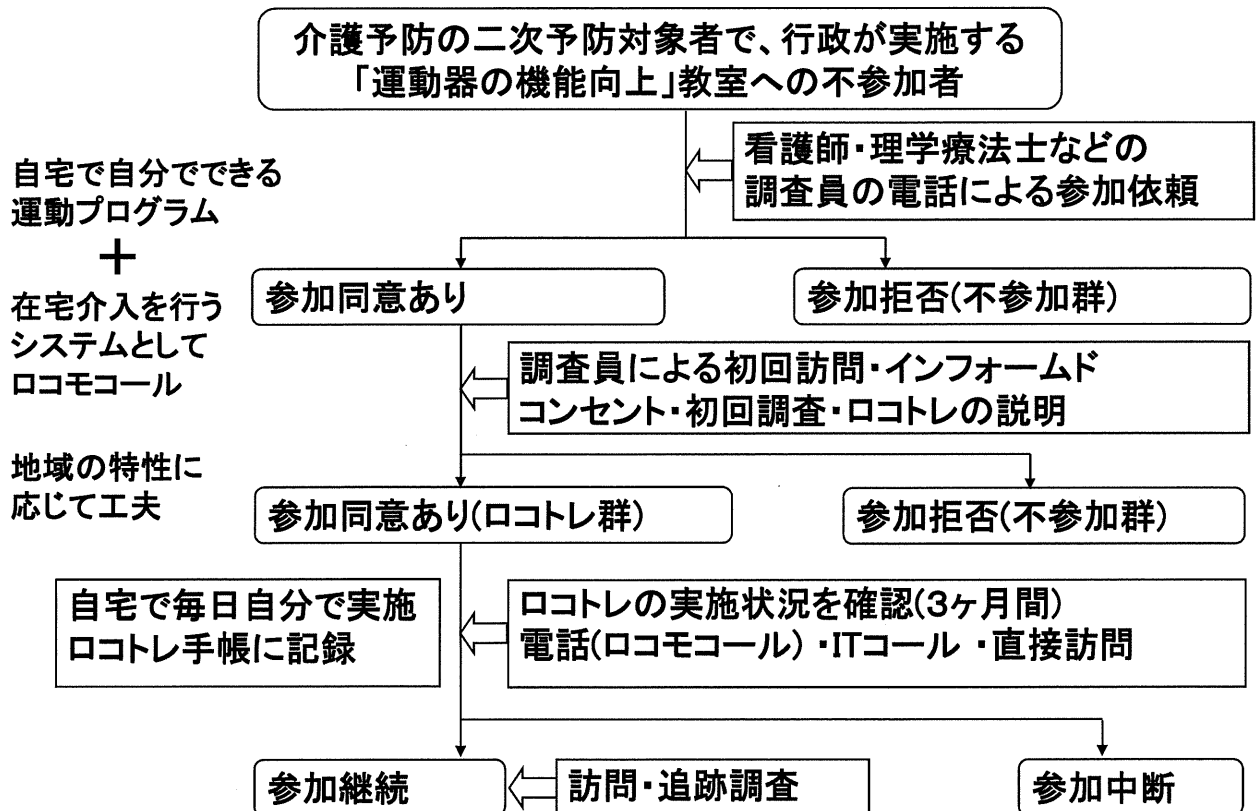 介護予防の二次予防対象者で、行政が実施する
「運動器の機能向上」教室への不参加者
看護師・理学療法士などの
調査員の電話による参加依頼
自宅で自分でできる
運動プログラム
＋
在宅介入を行う
システムとして
ロコモコール
地域の特性に
応じて工夫
参加同意あり
参加拒否(不参加群)
調査員による初回訪問・インフォームド
コンセント・初回調査・ロコトレの説明
参加同意あり(ロコトレ群)
参加拒否(不参加群)
自宅で毎日自分で実施
ロコトレ手帳に記録
ロコトレの実施状況を確認(3ヶ月間)
電話(ロコモコール)・ITコール ・直接訪問
参加継続
訪問・追跡調査
参加中断